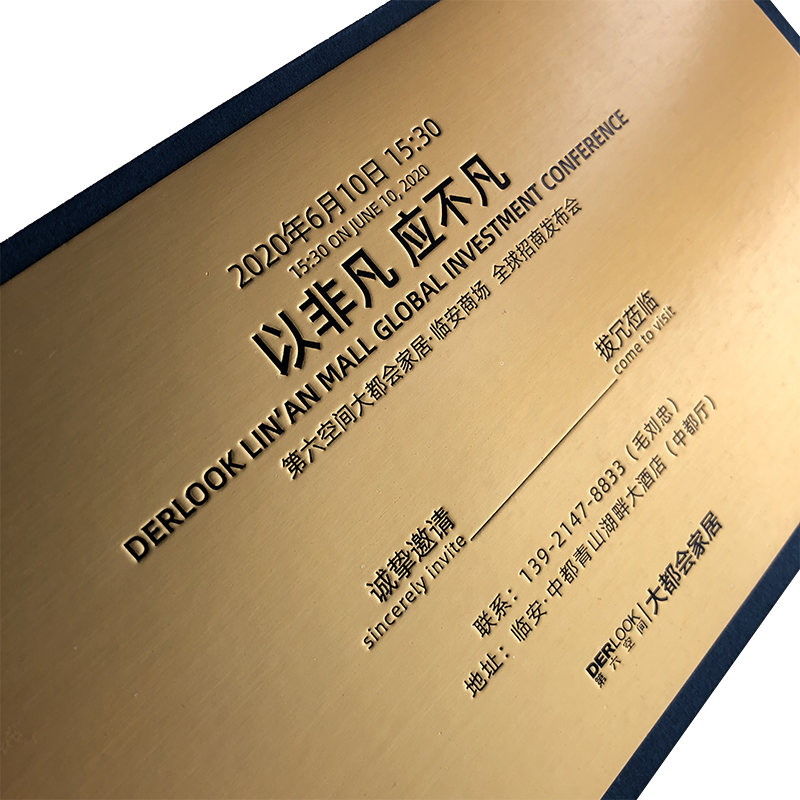 2020年6月10日 15:30
15:30 ON JUNE 10, 2020
以非凡 应不凡
DERLOOK LIN'AN MALL GLOBAL INVESTMENT CONFERENCE
第六空间大都会家居·临安商场 全球招商发布会
诚挚邀请 拔冗莅临
sincerely invite come to visit
联系：139-2147-8833（毛刘忠）
地址：临安·中都青山湖畔大酒店（中都厅）
DERLOOK 大都会家居
第六空间